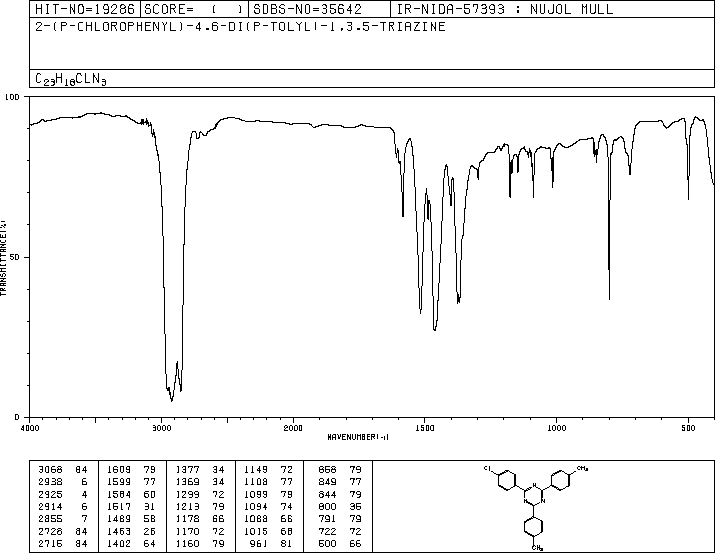 HIT-NO=19286 SCORE= ( ) SDBS-NO=35642 IR-NIDA-57393 : NUJOL MULL
2-(P-CHLOROPHENYL)-4,6-DI(P-TOLYL)-1,3,5-TRIAZINE
C23H18CLN3
100
50
0
TRANSMITTANCE(%)
4000 3000 2000 1500 1000 500
WAVENUMBER(-1)
3068 84 1609 79 1377 34 1149 72 858 79
2938 6 1599 77 1369 34 1108 77 849 77
2925 4 1584 60 1299 72 1099 79 844 79
2914 6 1517 31 1213 79 1094 74 800 35
2855 7 1489 58 1178 66 1088 66 791 79
2728 84 1463 26 1170 72 1015 68 722 72
2715 84 1402 64 1160 79 961 81 500 66
Cl
CH3
N
N
N
CH3